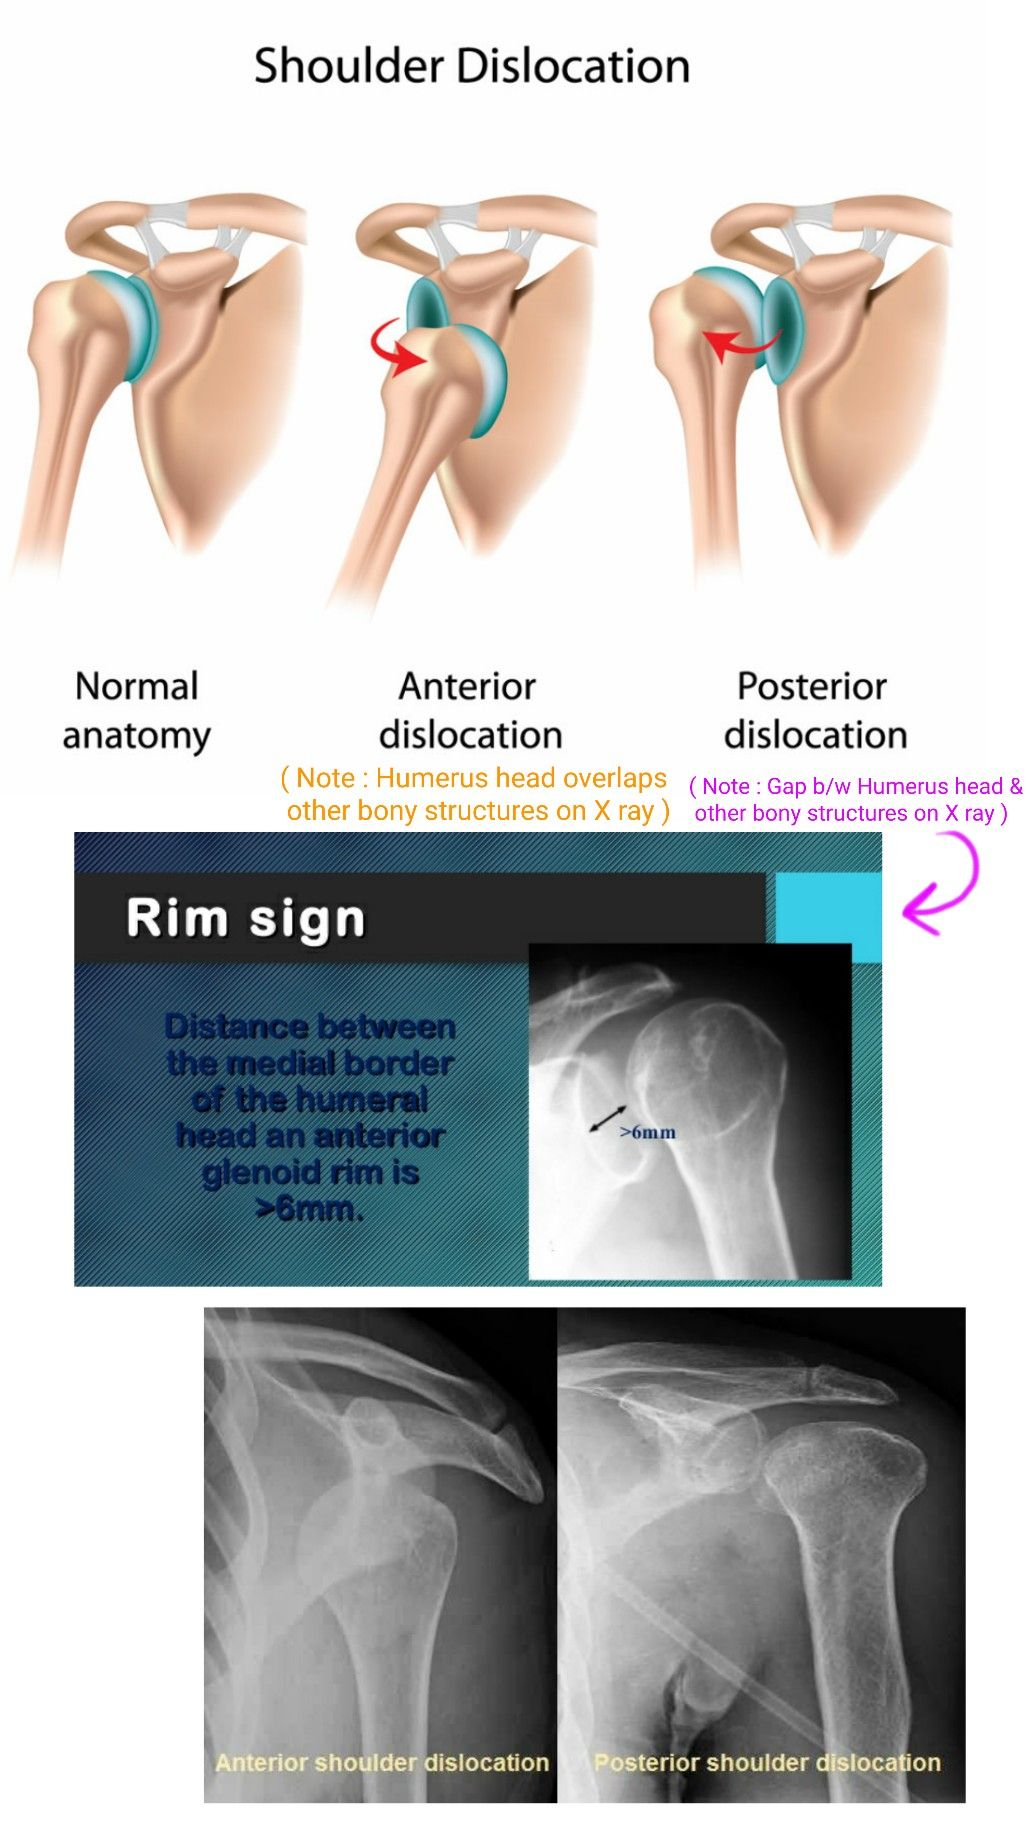 Shoulder Dislocation
Normal
anatomy
Anterior
dislocation
Posterior
dislocation
( Note : Humerus head overlaps
other bony structures on X ray )
( Note : Gap b/w Humerus head &
other bony structures on X ray )
Rim sign
Distance between
the medial border
of the humeral
head an anterior
glenoid rim is
>6mm.
>6mm
Anterior shoulder dislocation
Posterior shoulder dislocation